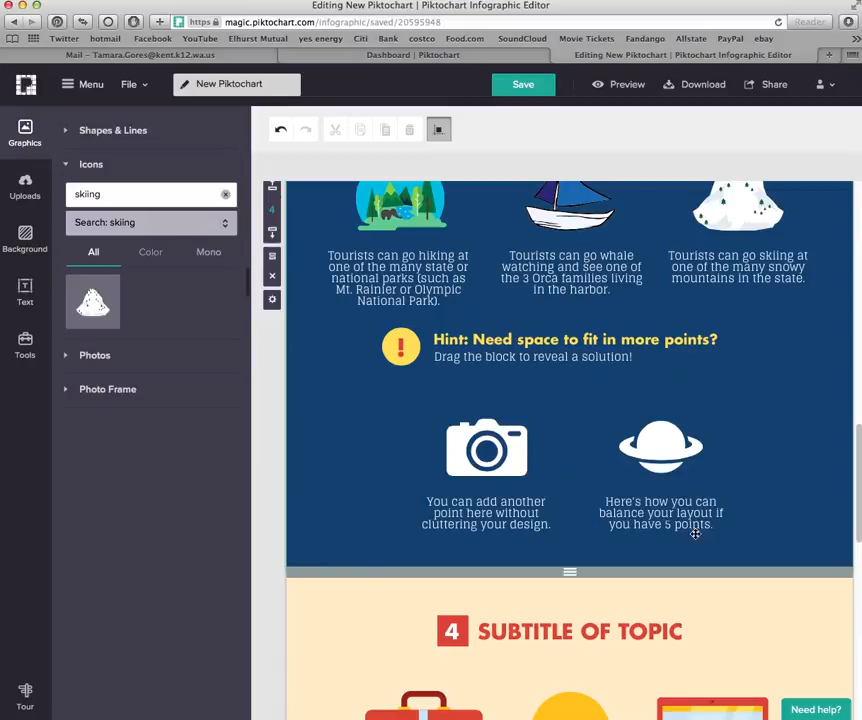 Editing New Piktochart | Piktochart Infographic Editor
https magic.piktochart.com/infographic/saved/20595948 Reader
Twitter hotmail Facebook YouTube Elhurst Mutual yes energy Citi Bank costco Food.com SoundCloud Movie Tickets Fandango Allstate PayPal ebay
Mail – Tamara.Gores@kent.k12.wa.us Dashboard | Piktochart Editing New Piktochart | Piktochart Infographic Editor
Menu File New Piktochart Save Preview Download Share
Graphics
Uploads
Background
Text
Tools
Tour
Shapes & Lines
Icons
skiing
Search: skiing
All Color Mono
Photos
Photo Frame
4
Tourists can go hiking at
one of the many state or
national parks (such as
Mt. Rainier or Olympic
National Park).
Tourists can go whale
watching and see one of
the 3 Orca families living
in the harbor.
Tourists can go skiing at
one of the many snowy
mountains in the state.
! Hint: Need space to fit in more points?
Drag the block to reveal a solution!
You can add another
point here without
cluttering your design.
Here's how you can
balance your layout if
you have 5 points.
4 SUBTITLE OF TOPIC
Need help?